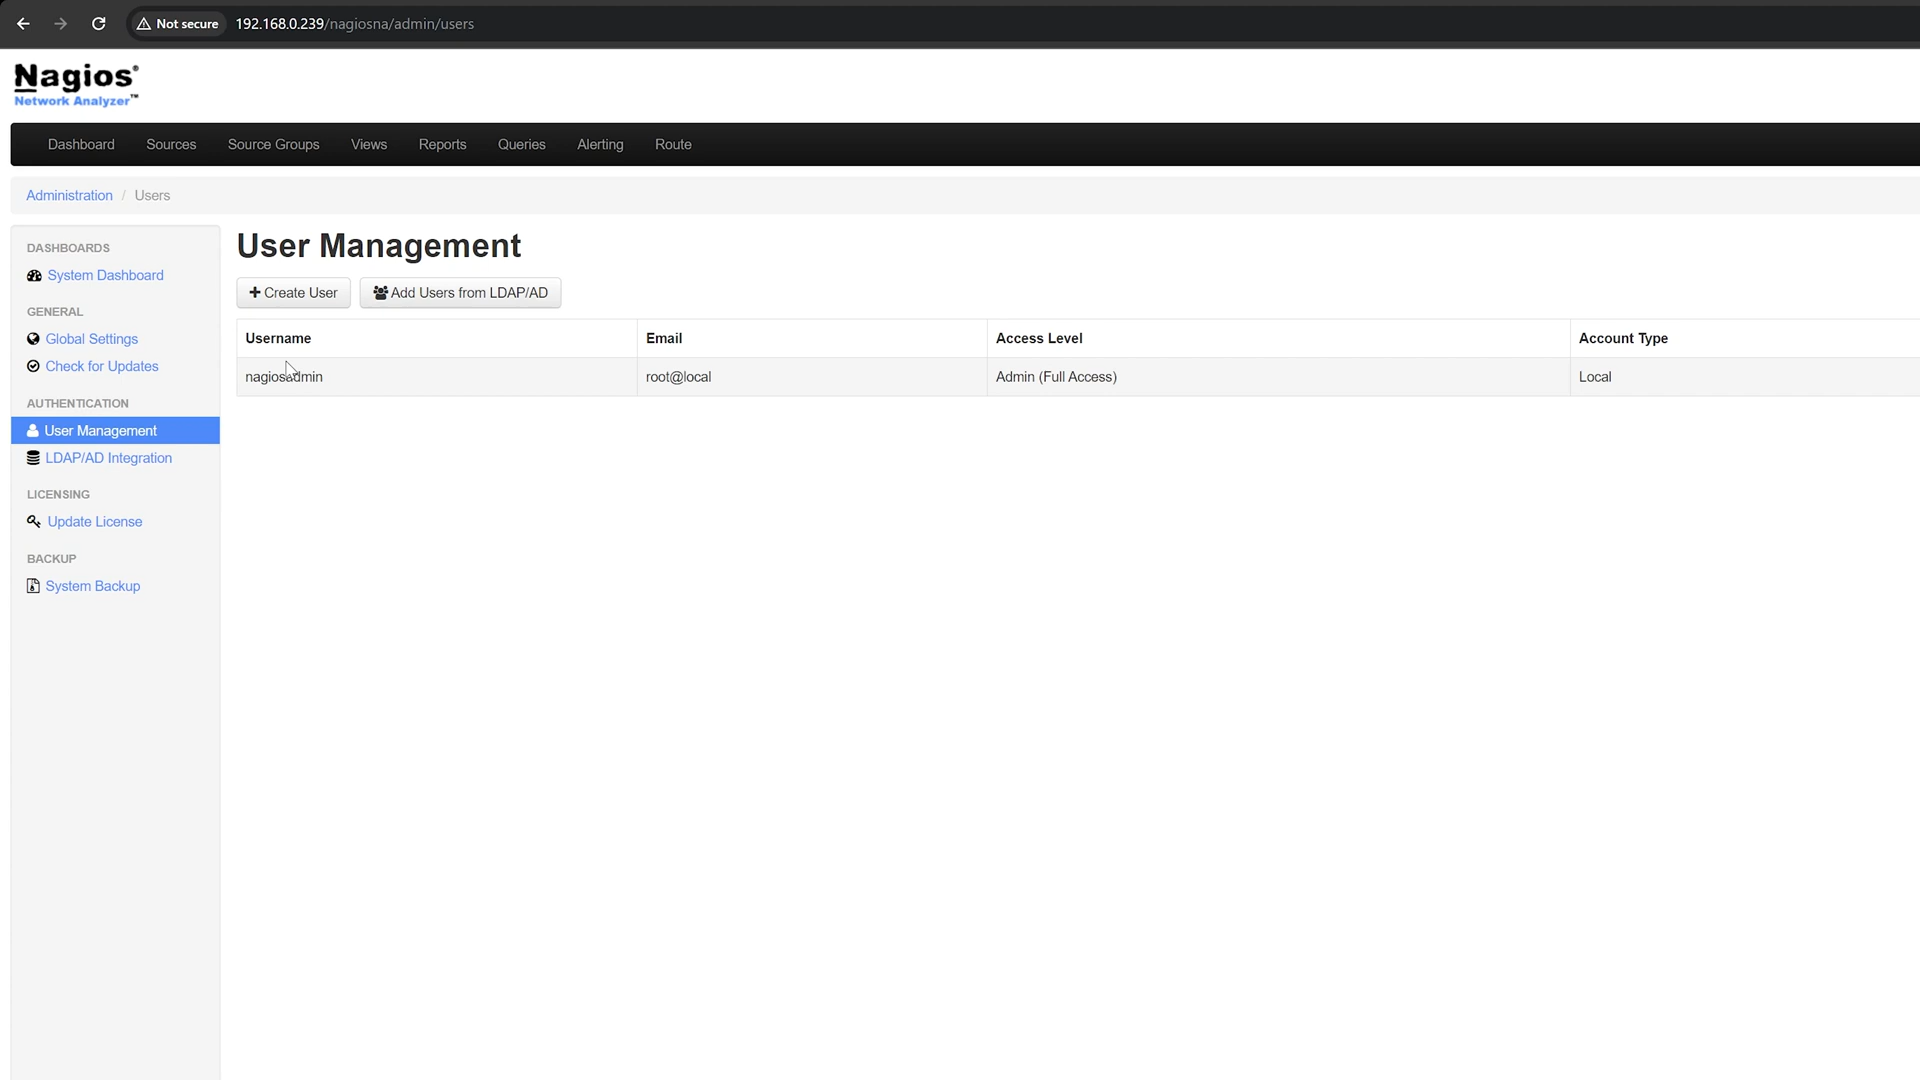 Not secure 192.168.0.239/nagiosna/admin/users
Nagios®
Network Analyzer™
Dashboard Sources Source Groups Views Reports Queries Alerting Route
Administration / Users
DASHBOARDS
System Dashboard
GENERAL
Global Settings
Check for Updates
AUTHENTICATION
User Management
LDAP/AD Integration
LICENSING
Update License
BACKUP
System Backup
User Management
Create User Add Users from LDAP/AD
Username Email Access Level Account Type
nagiosadmin root@local Admin (Full Access) Local